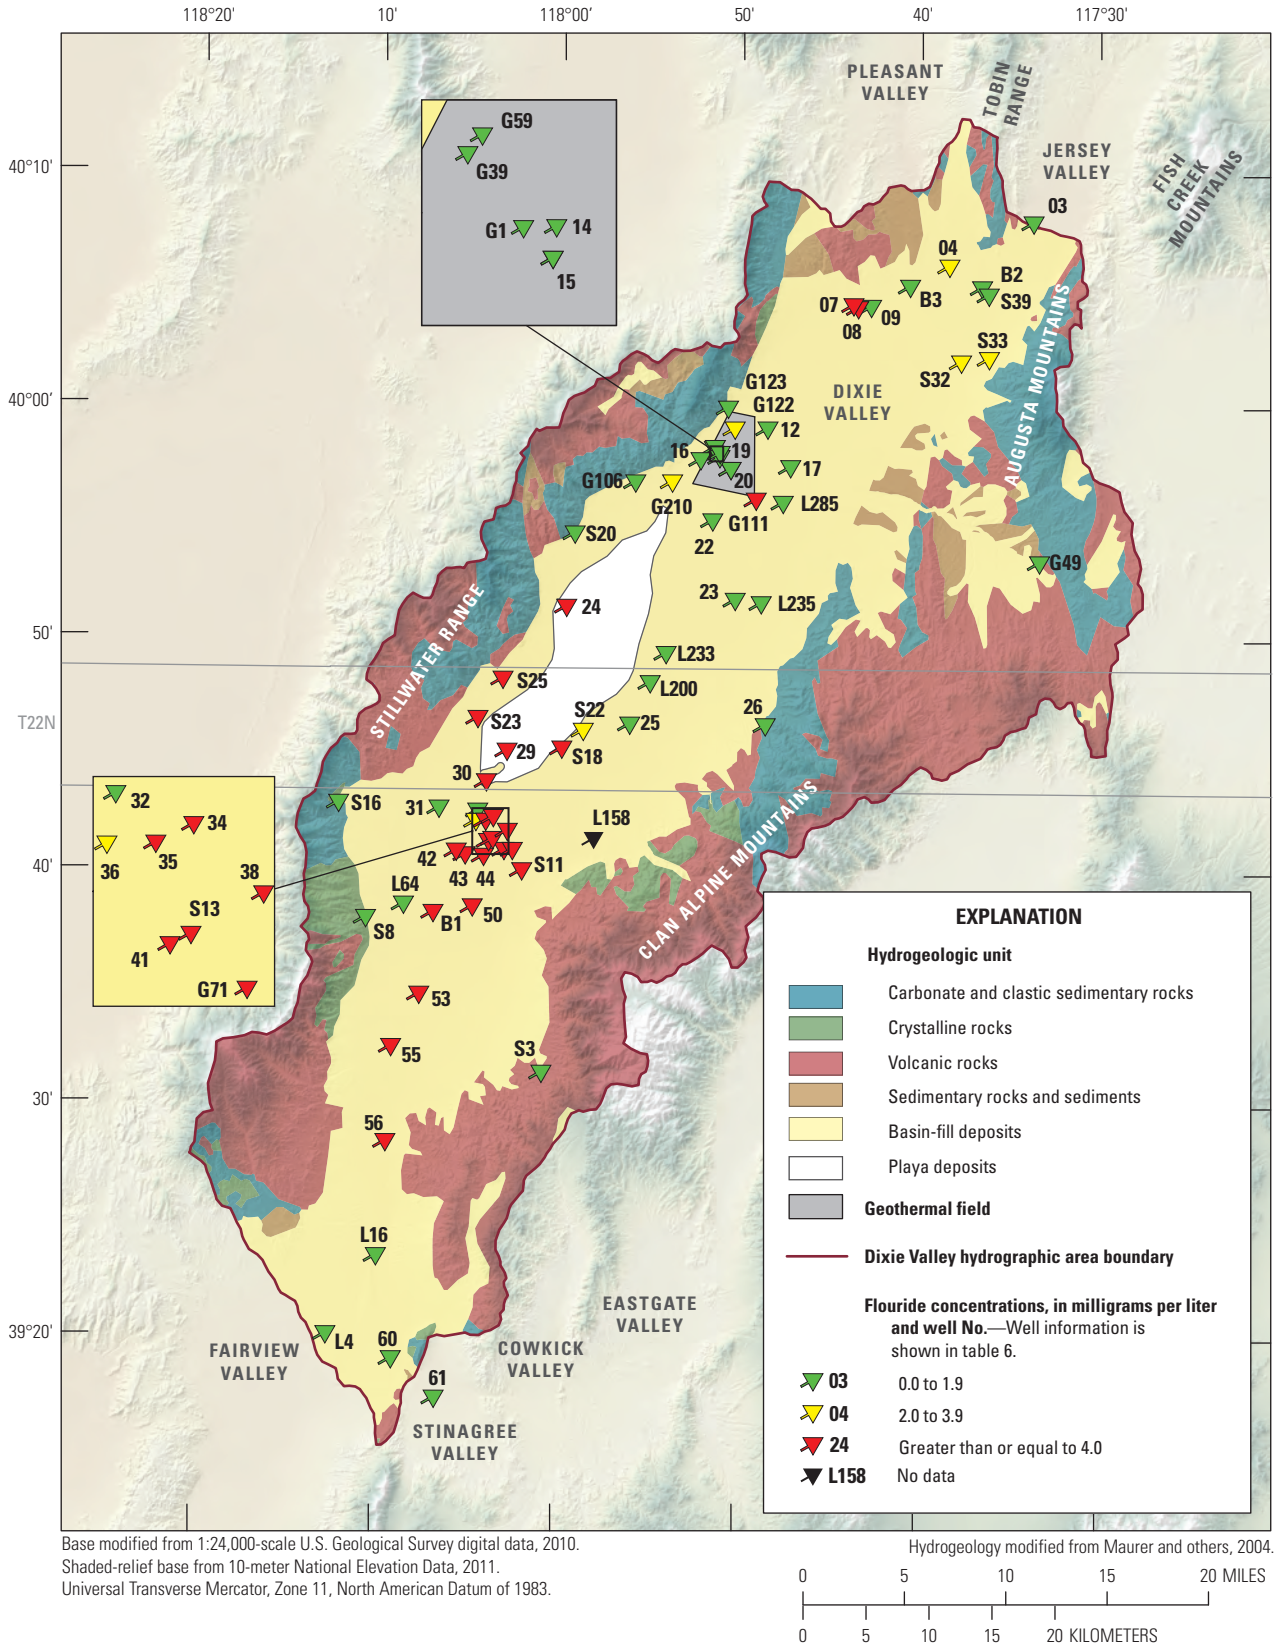 118°20'
10'
118°00'
50'
40'
117°30'
PLEASANT
VALLEY
TOBIN
RANGE
JERSEY
VALLEY
FISH
CREEK
MOUNTAINS
40°10'
G59
G39
G1
14
15
03
04
B2
S39
B3
07
08
09
S33
S32
AUGUSTA MOUNTAINS
40°00'
DIXIE
VALLEY
G123
G122
12
16
19
17
20
G106
G210
L285
G111
22
S20
G49
23
L235
24
50'
STILLWATER RANGE
L233
S25
L200
T22N
S23
S22
25
26
29
S18
30
32
34
35
36
38
S13
41
G71
S16
31
L158
CLAN ALPINE MOUNTAINS
40'
42
43
44
S11
L64
S8
B1
50
53
55
S3
30'
56
L16
EASTGATE
VALLEY
39°20'
L4
60
FAIRVIEW
VALLEY
COWKICK
VALLEY
61
STINAGREE
VALLEY
EXPLANATION
Hydrogeologic unit
Carbonate and clastic sedimentary rocks
Crystalline rocks
Volcanic rocks
Sedimentary rocks and sediments
Basin-fill deposits
Playa deposits
Geothermal field
Dixie Valley hydrographic area boundary
Flouride concentrations, in milligrams per liter
and well No.—Well information is
shown in table 6.
03 0.0 to 1.9
04 2.0 to 3.9
24 Greater than or equal to 4.0
L158 No data
Base modified from 1:24,000-scale U.S. Geological Survey digital data, 2010.
Shaded-relief base from 10-meter National Elevation Data, 2011.
Universal Transverse Mercator, Zone 11, North American Datum of 1983.
Hydrogeology modified from Maurer and others, 2004.
0 5 10 15 20 MILES
0 5 10 15 20 KILOMETERS